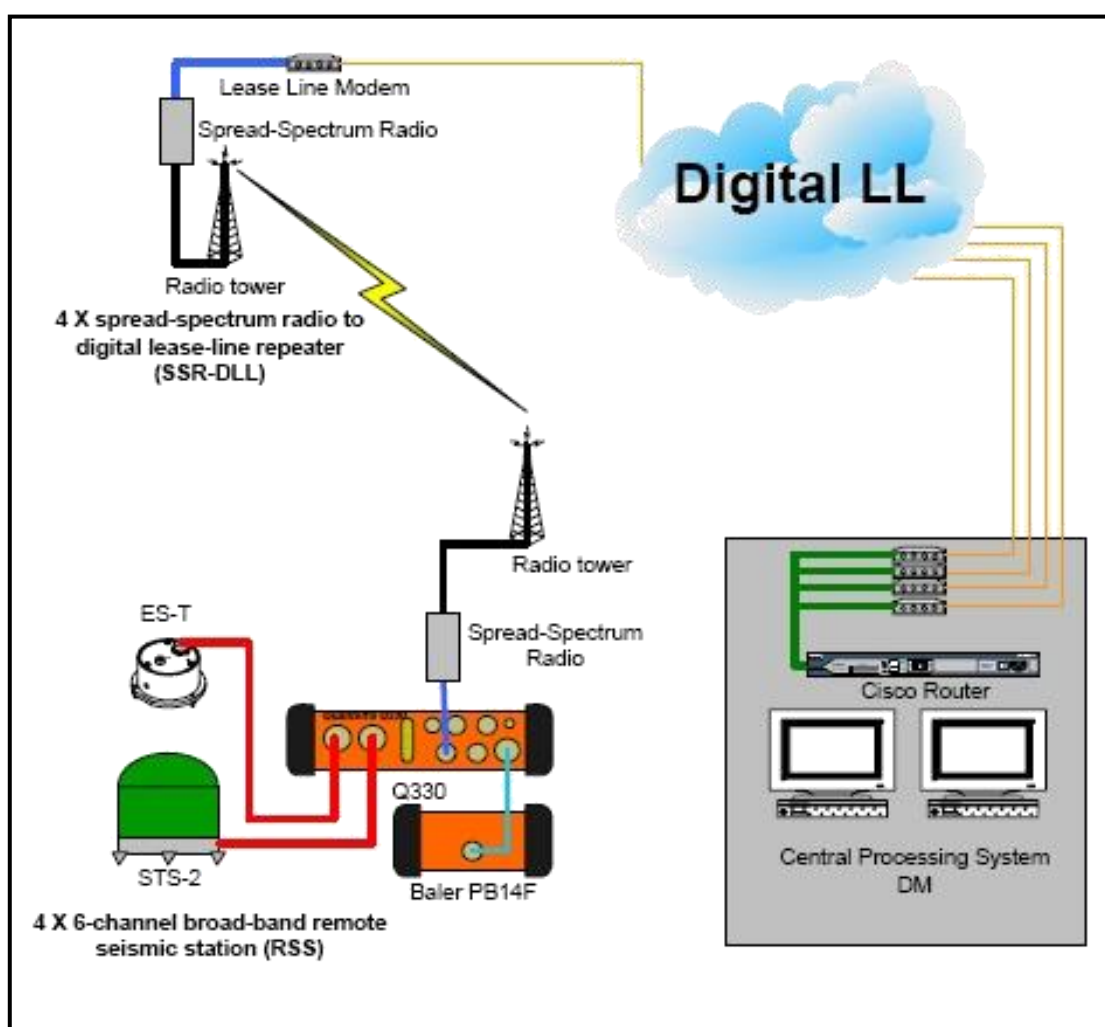 Lease Line Modem
Spread-Spectrum Radio
Digital LL
Radio tower
4 X spread-spectrum radio to
digital lease-line repeater
(SSR-DLL)
Radio tower
ES-T
Spread-Spectrum
Radio
Cisco Router
Q330
STS-2
Baler PB14F
Central Processing System
DM
4 X 6-channel broad-band remote
seismic station (RSS)